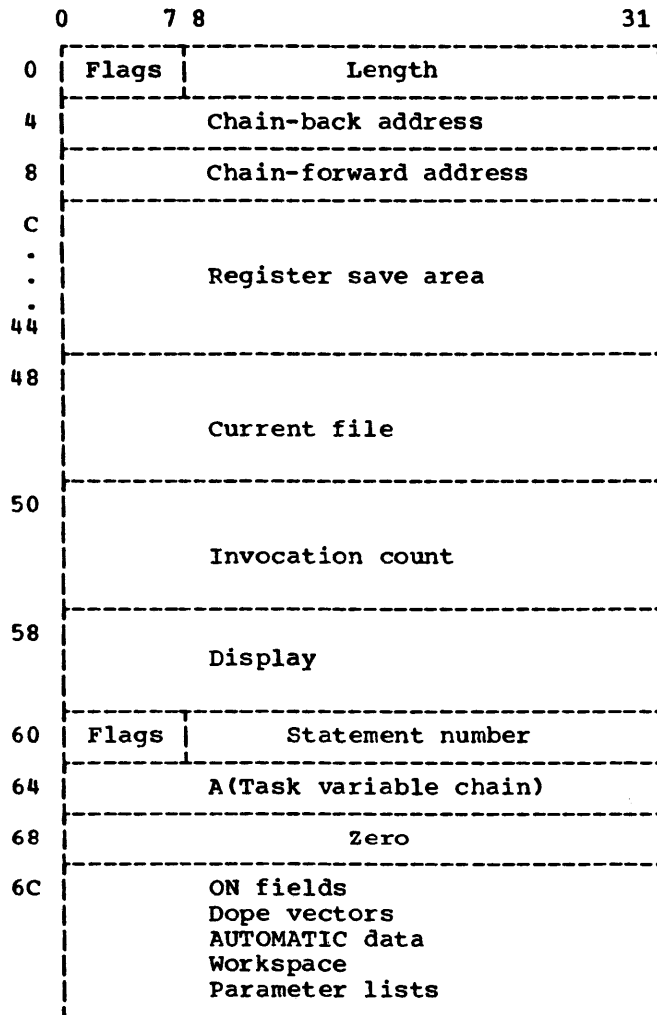 0 7 8 31
0 Flags Length
4 Chain-back address
8 Chain-forward address
C
.
. Register save area
.
44
48
Current file
50
Invocation count
58
Display
60 Flags Statement number
64 A(Task variable chain)
68 Zero
6C ON fields
Dope vectors
AUTOMATIC data
Workspace
Parameter lists